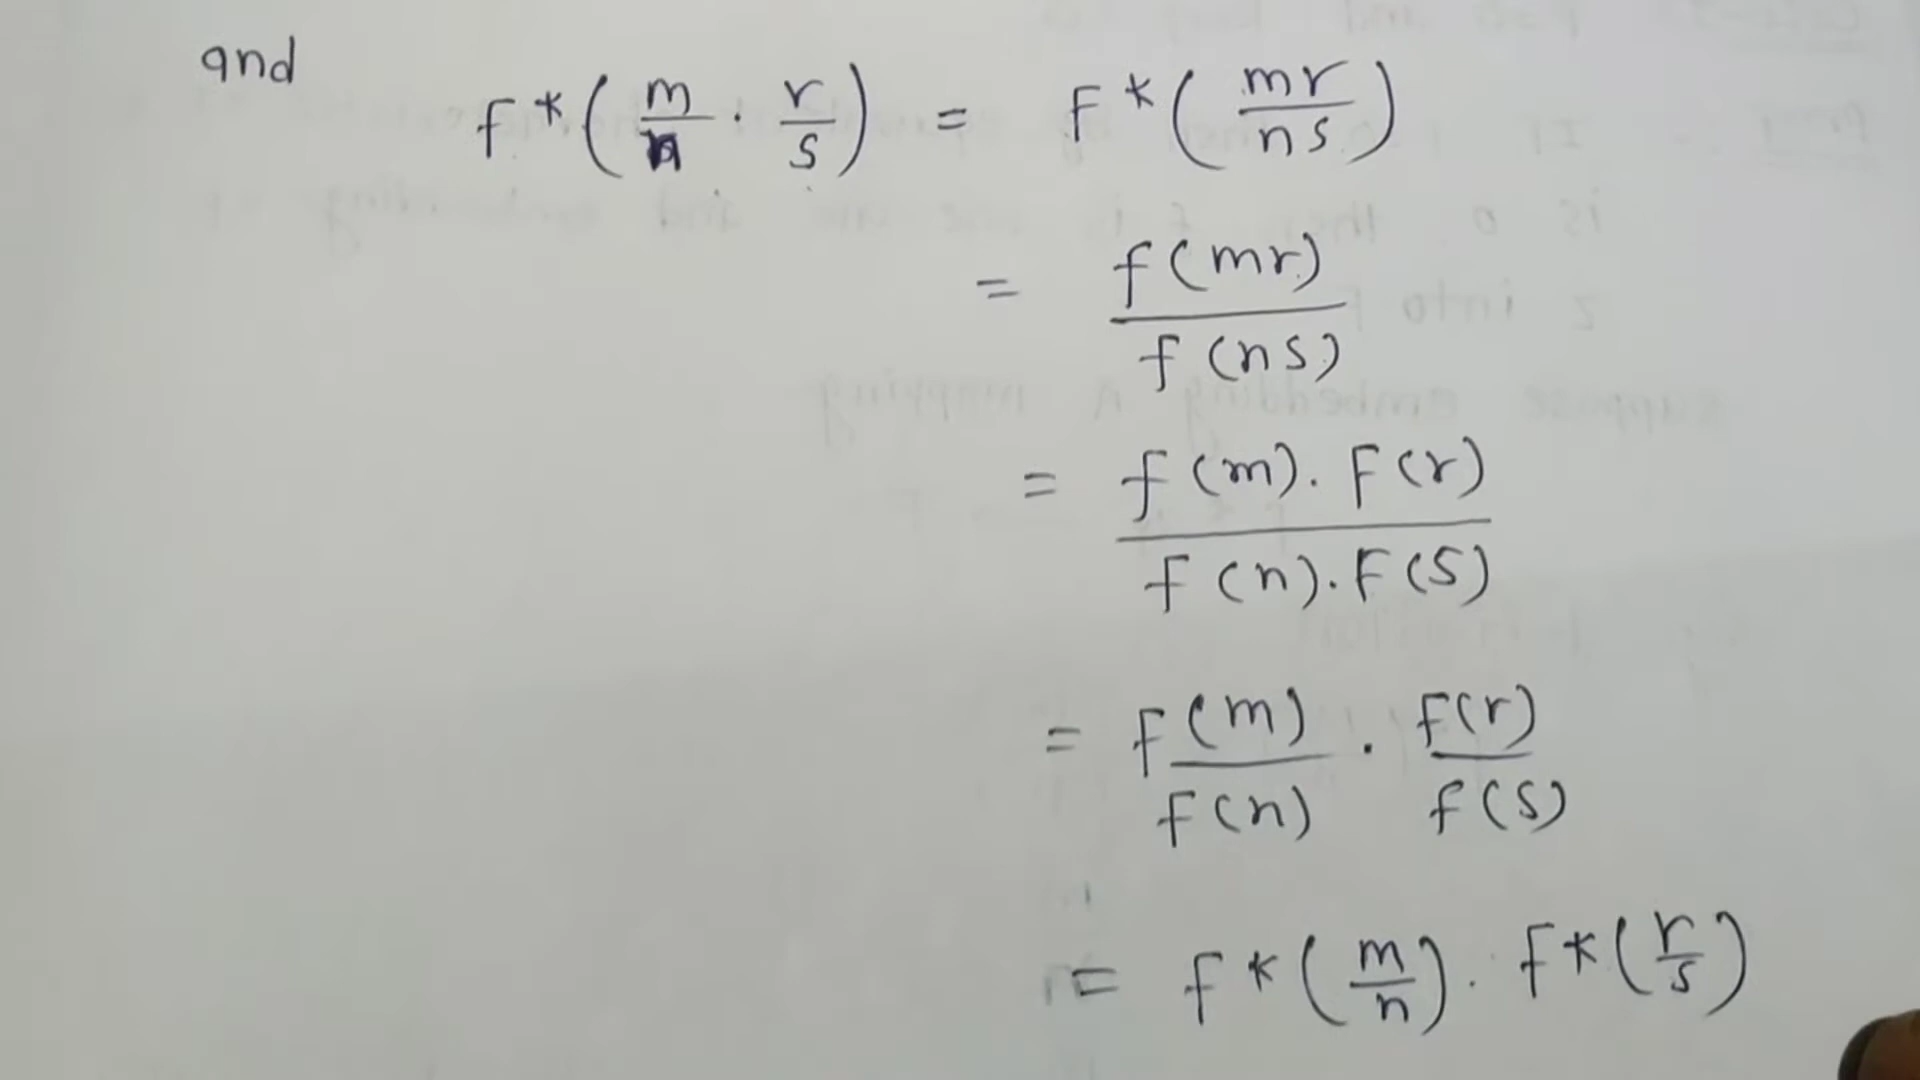 and
f*(m/n · r/s) = F*(mr/ns)
= f(mr)/f(ns)
= f(m). F(r)/f(n). F(S)
= F(m)/F(n) · F(r)/f(S)
= f*(m/n). F*(r/s)